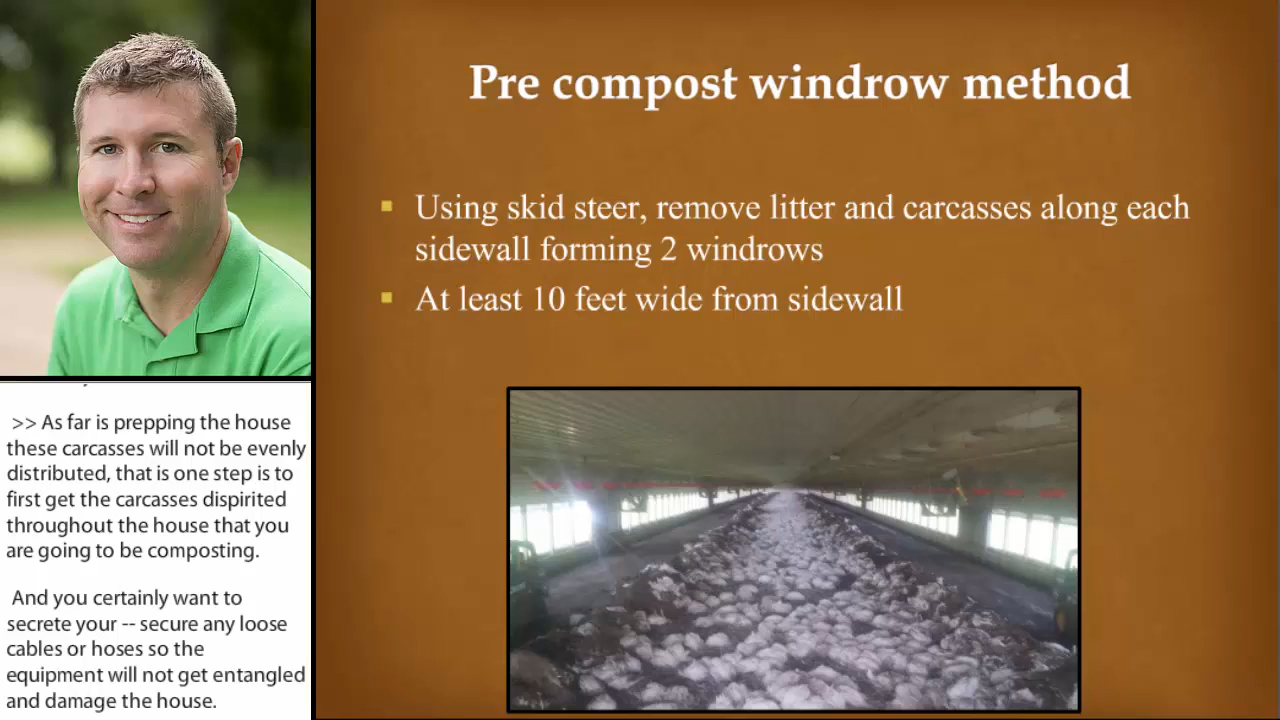 Pre compost windrow method
Using skid steer, remove litter and carcasses along each
sidewall forming 2 windrows
At least 10 feet wide from sidewall
>> As far is prepping the house
these carcasses will not be evenly
distributed, that is one step is to
first get the carcasses dispirited
throughout the house that you
are going to be composting.
And you certainly want to
secrete your -- secure any loose
cables or hoses so the
equipment will not get entangled
and damage the house.